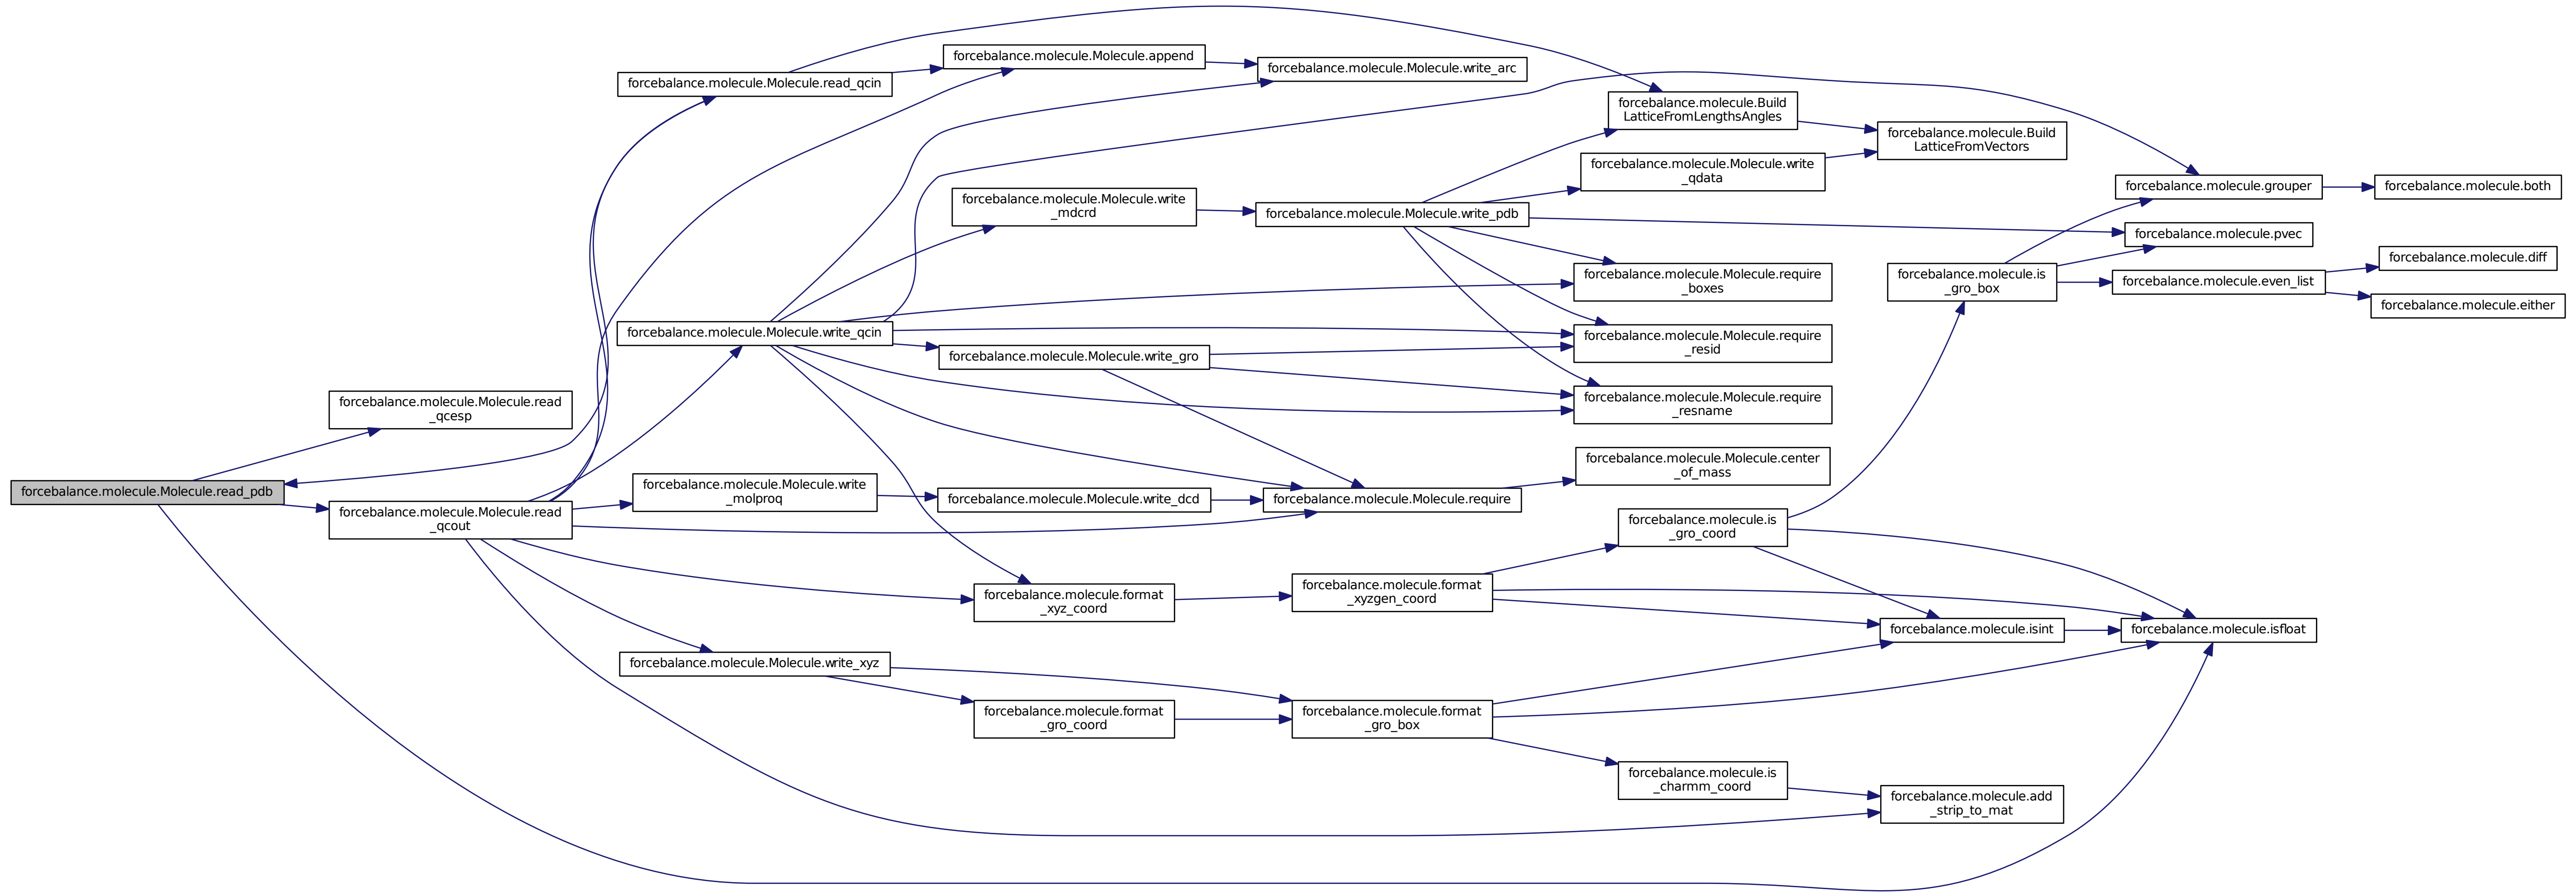 forcebalance.molecule.Molecule.read_pdb
forcebalance.molecule.Molecule.read
_qcesp
forcebalance.molecule.Molecule.read
_qcout
forcebalance.molecule.Molecule.read_qcin
forcebalance.molecule.Molecule.write_qcin
forcebalance.molecule.Molecule.write
_molproq
forcebalance.molecule.Molecule.write_xyz
forcebalance.molecule.Molecule.append
forcebalance.molecule.Molecule.write
_mdcrd
forcebalance.molecule.Molecule.write_gro
forcebalance.molecule.Molecule.write_dcd
forcebalance.molecule.format
_xyz_coord
forcebalance.molecule.format
_gro_coord
forcebalance.molecule.Molecule.write_arc
forcebalance.molecule.Molecule.write_pdb
forcebalance.molecule.Molecule.require
forcebalance.molecule.format
_xyzgen_coord
forcebalance.molecule.format
_gro_box
forcebalance.molecule.Build
LatticeFromLengthsAngles
forcebalance.molecule.Molecule.write
_qdata
forcebalance.molecule.Molecule.require
_boxes
forcebalance.molecule.Molecule.require
_resid
forcebalance.molecule.Molecule.require
_resname
forcebalance.molecule.Molecule.center
_of_mass
forcebalance.molecule.is
_gro_coord
forcebalance.molecule.is
_charmm_coord
forcebalance.molecule.Build
LatticeFromVectors
forcebalance.molecule.is
_gro_box
forcebalance.molecule.isint
forcebalance.molecule.add
_strip_to_mat
forcebalance.molecule.grouper
forcebalance.molecule.pvec
forcebalance.molecule.even_list
forcebalance.molecule.isfloat
forcebalance.molecule.both
forcebalance.molecule.diff
forcebalance.molecule.either